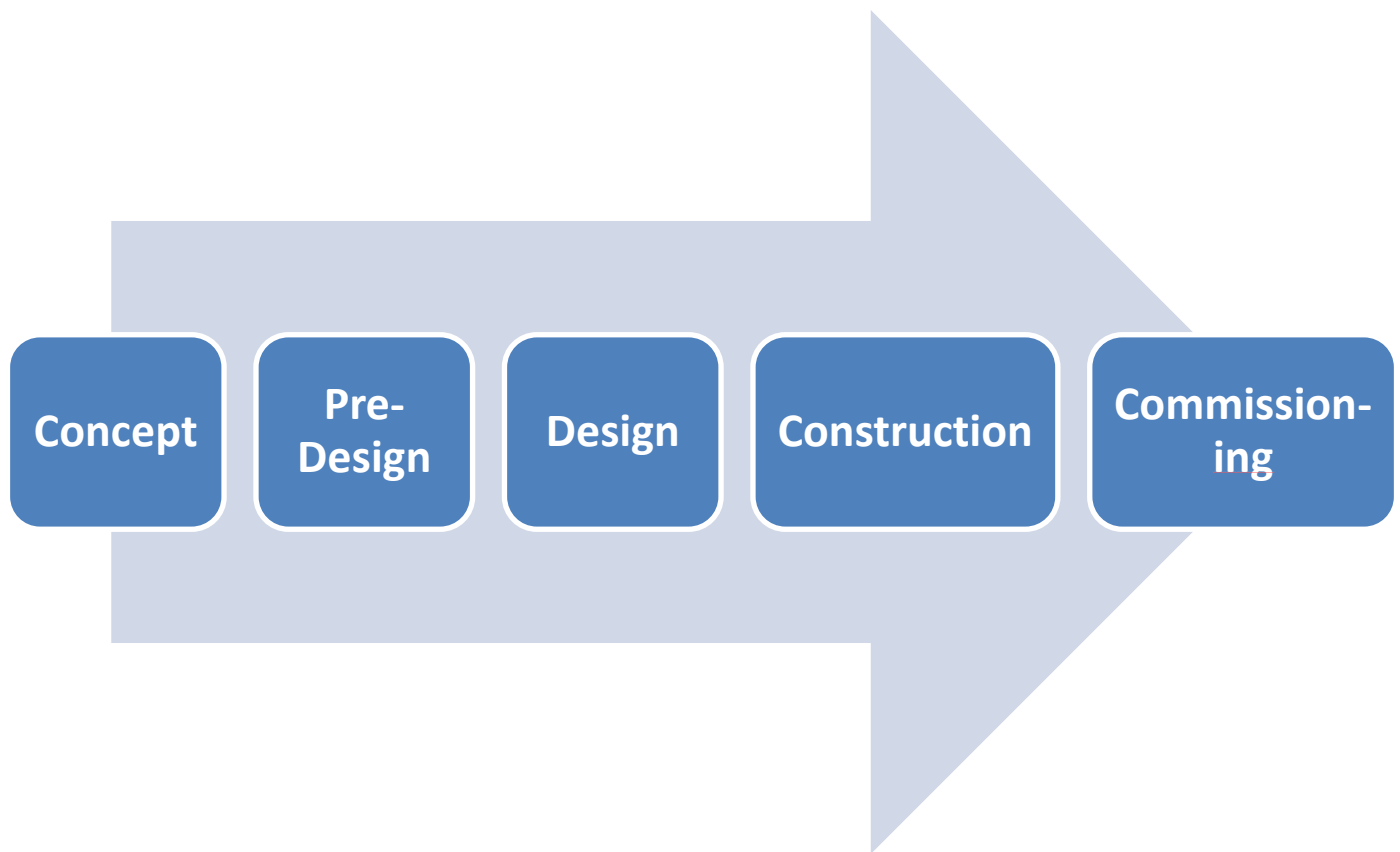 Concept
Pre-
Design
Design
Construction
Commission-
ing